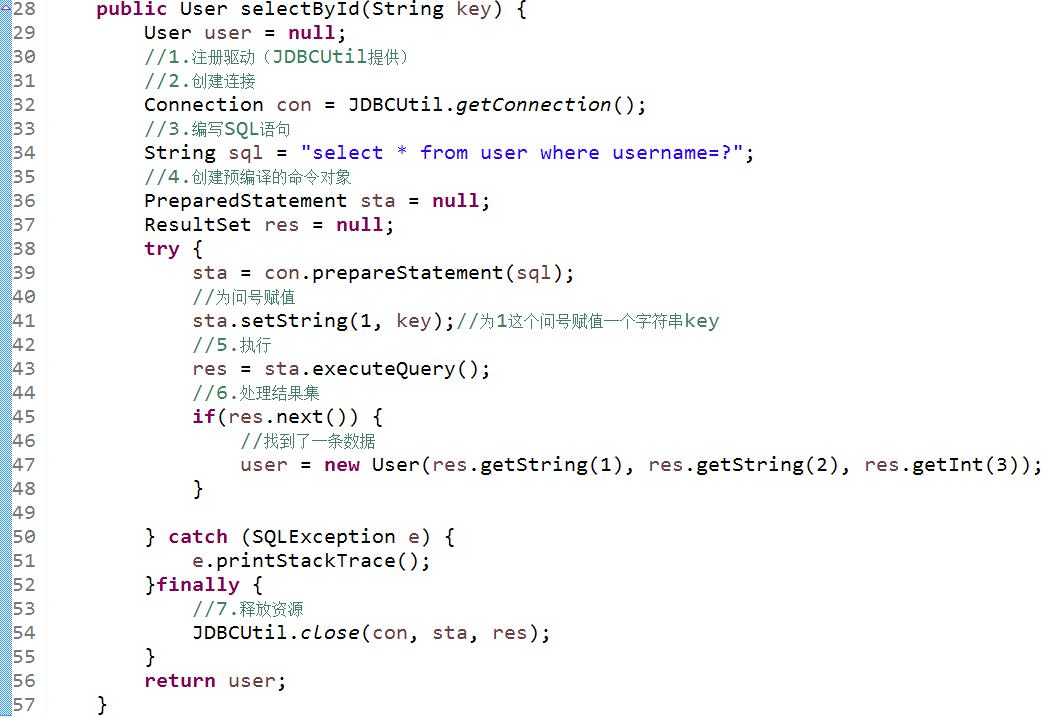 28 public User selectById(String key) {
29 User user = null;
30 //1.注册驱动（JDBCUtil提供）
31 //2.创建连接
32 Connection con = JDBCUtil.getConnection();
33 //3.编写SQL语句
34 String sql = "select * from user where username=?";
35 //4.创建预编译的命令对象
36 PreparedStatement sta = null;
37 ResultSet res = null;
38 try {
39 sta = con.prepareStatement(sql);
40 //为问号赋值
41 sta.setString(1, key);//为1这个问号赋值一个字符串key
42 //5.执行
43 res = sta.executeQuery();
44 //6.处理结果集
45 if(res.next()) {
46 //找到了一条数据
47 user = new User(res.getString(1), res.getString(2), res.getInt(3));
48 }
49
50 } catch (SQLException e) {
51 e.printStackTrace();
52 }finally {
53 //7.释放资源
54 JDBCUtil.close(con, sta, res);
55 }
56 return user;
57 }